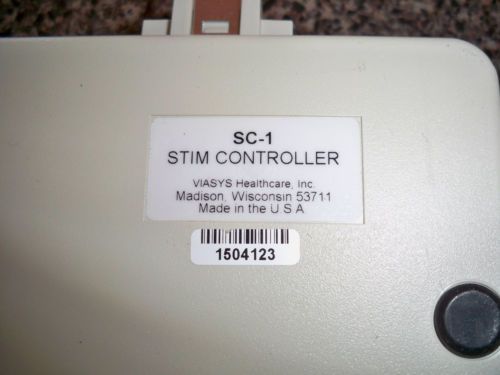 SC-1
STIM CONTROLLER
VIASYS Healthcare, Inc.
Madison, Wisconsin 53711
Made in the U S A
1504123